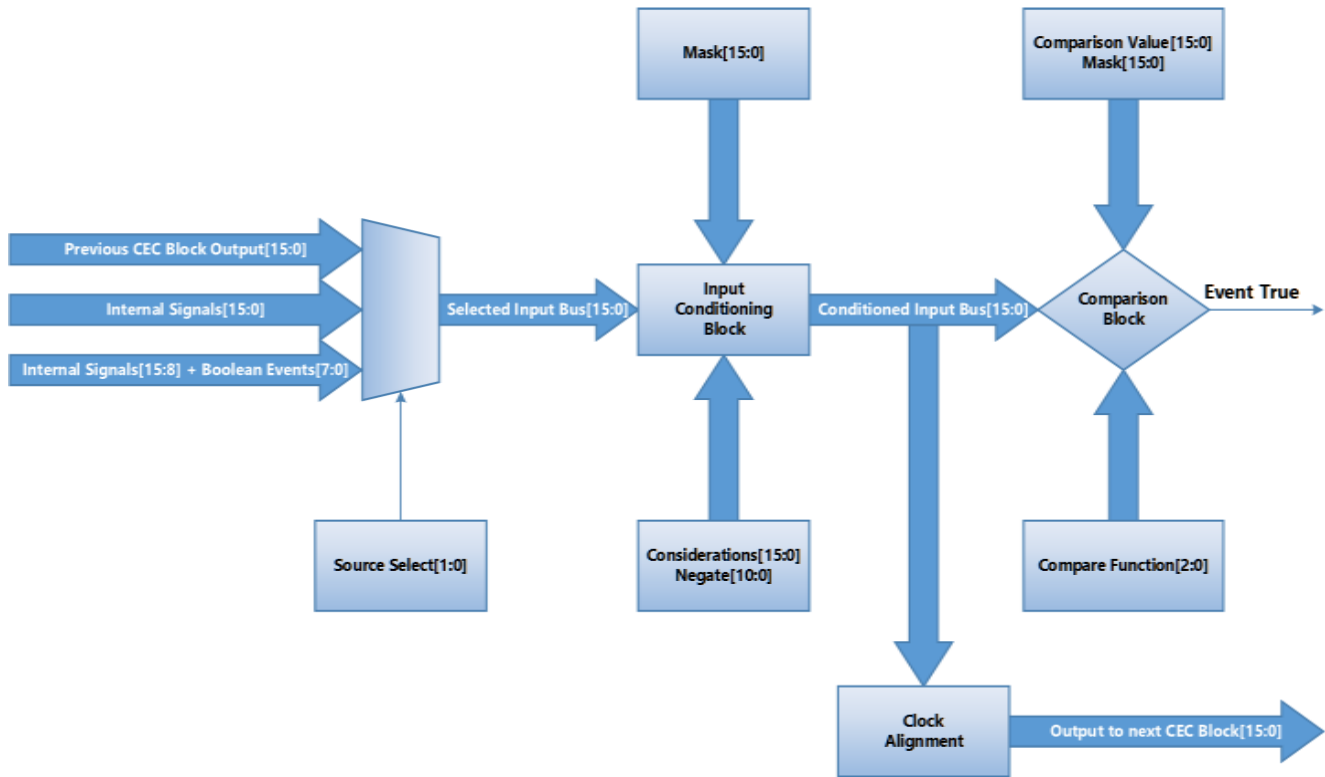 Mask[15:0]
Comparison Value[15:0]
Mask[15:0]
Previous CEC Block Output[15:0]
Internal Signals[15:0]
Internal Signals[15:8] + Boolean Events[7:0]
Selected Input Bus[15:0]
Input
Conditioning
Block
Conditioned Input Bus[15:0]
Comparison
Block
Event True
Source Select[1:0]
Considerations[15:0]
Negate[10:0]
Compare Function[2:0]
Clock
Alignment
Output to next CEC Block[15:0]